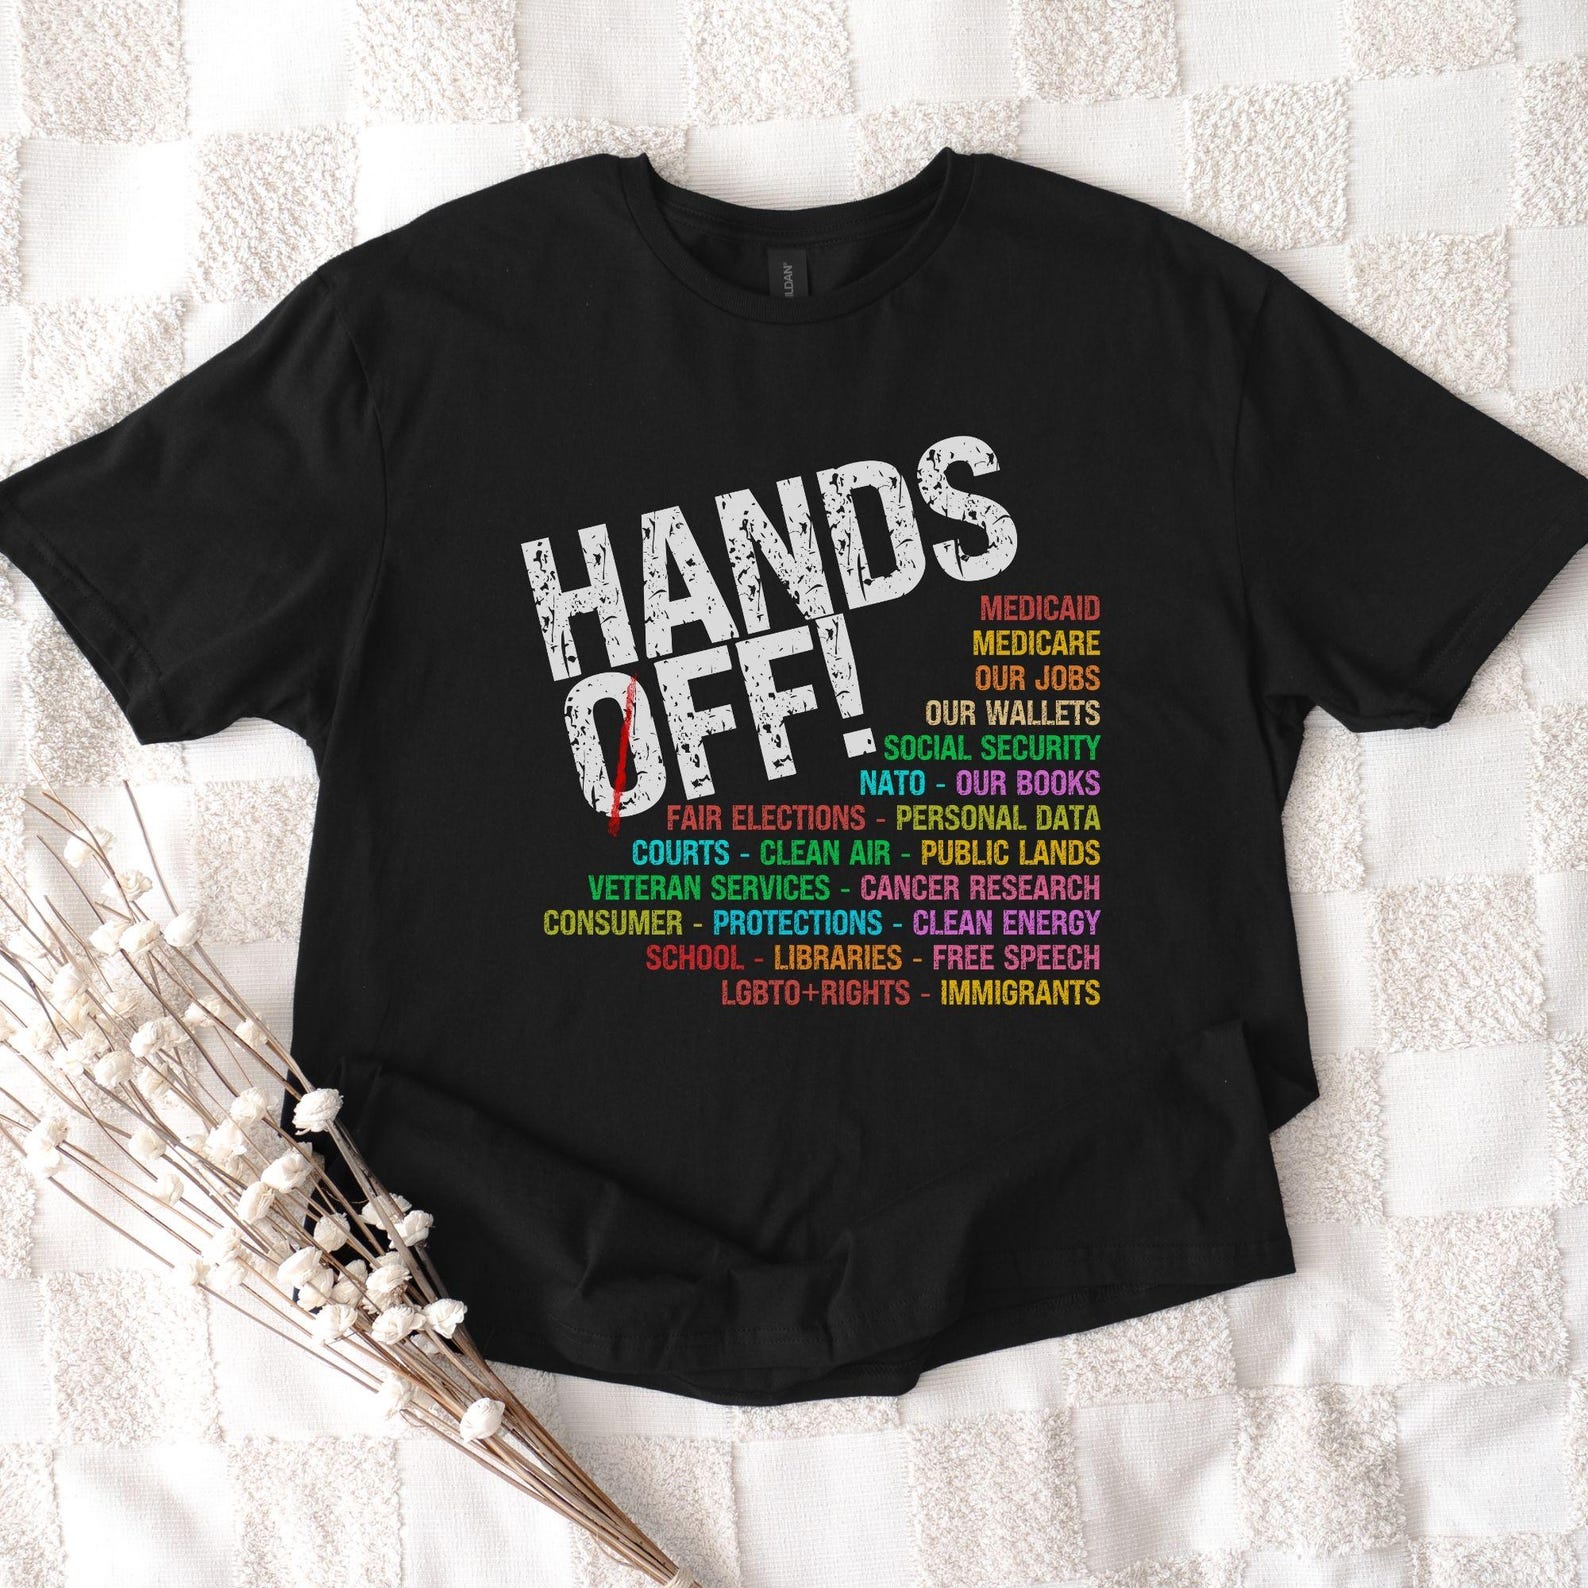 HANDS
OFF!
MEDICAID
MEDICARE
OUR JOBS
OUR WALLETS
SOCIAL SECURITY
NATO - OUR BOOKS
FAIR ELECTIONS - PERSONAL DATA
COURTS - CLEAN AIR - PUBLIC LANDS
VETERAN SERVICES - CANCER RESEARCH
CONSUMER - PROTECTIONS - CLEAN ENERGY
SCHOOL - LIBRARIES - FREE SPEECH
LGBTO+RIGHTS - IMMIGRANTS